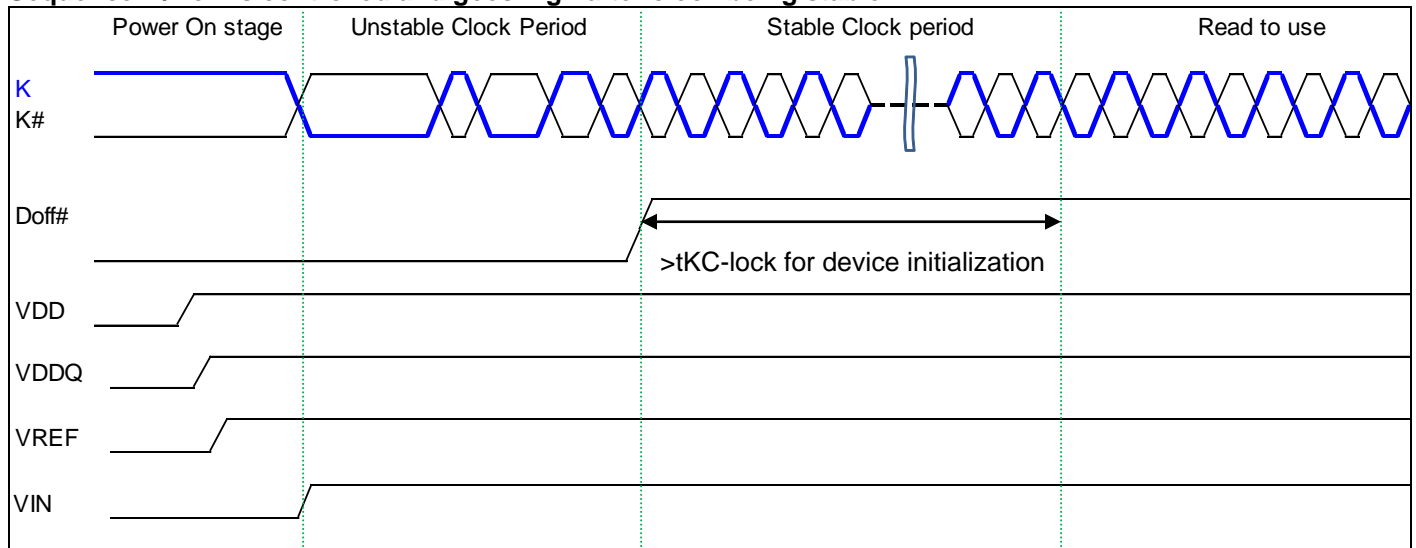 Power On stage Unstable Clock Period Stable Clock period Read to use
K
K#
Doff#
>tKC-lock for device initialization
VDD
VDDQ
VREF
VIN